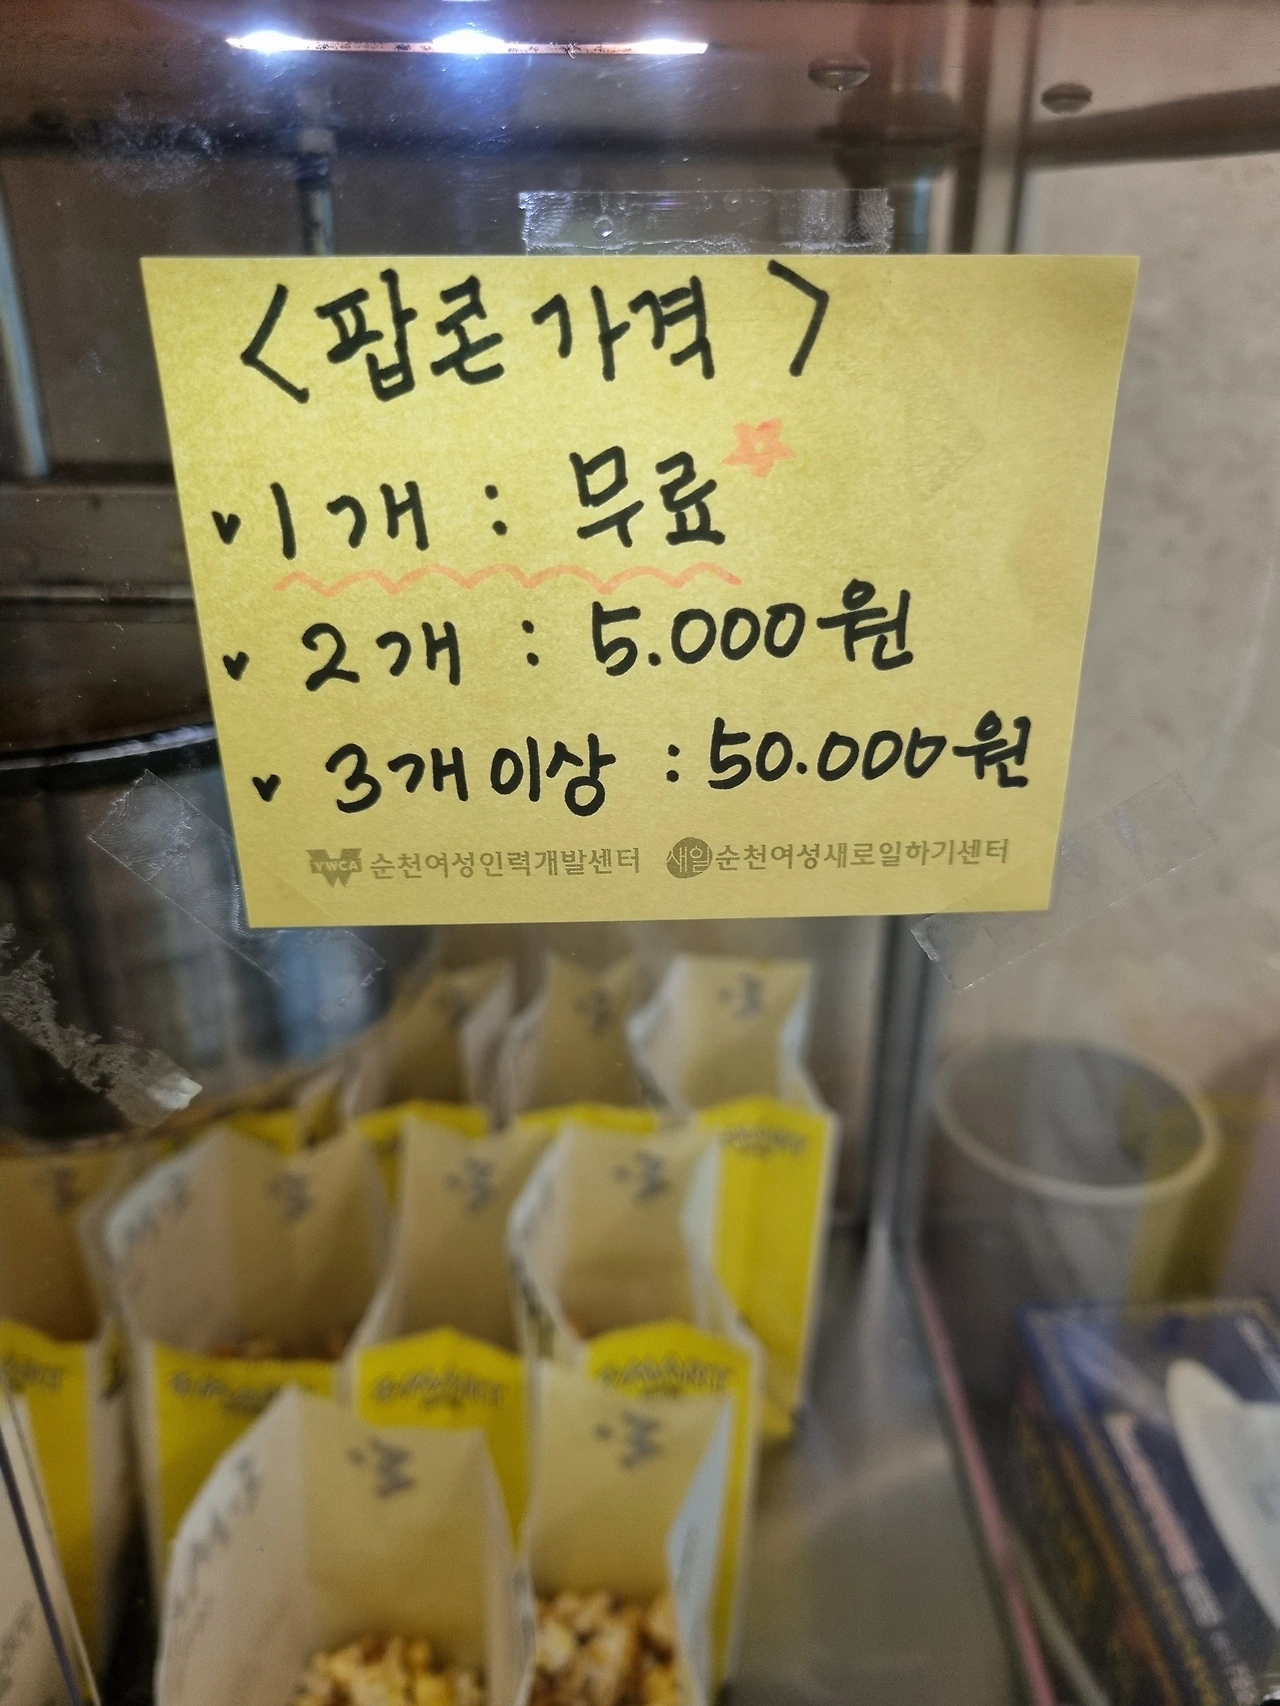 <팝콘 가격>
♥ 1개 : 무료
♥ 2개 : 5.000원
♥ 3개 이상 : 50.000원
YWCA 순천여성인력개발센터 새일 순천여성새로일하기센터